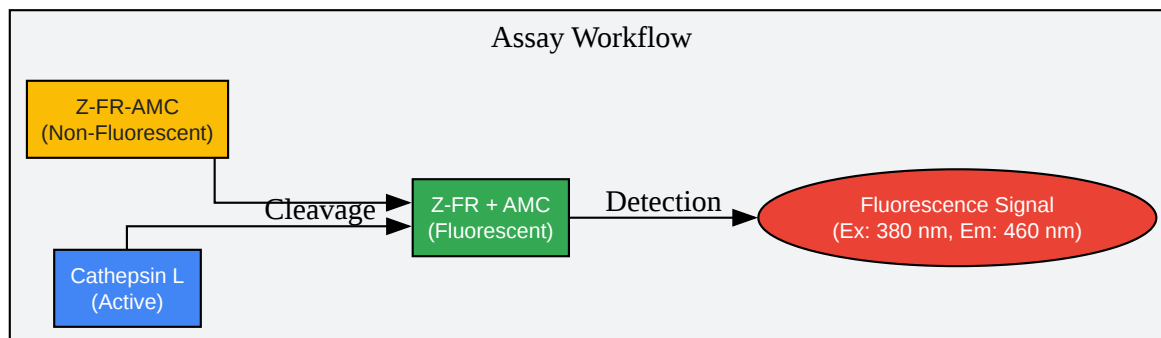 Assay Workflow
Z-FR-AMC
(Non-Fluorescent)
Cleavage
Z-FR + AMC
(Fluorescent)
Detection
Fluorescence Signal
(Ex: 380 nm, Em: 460 nm)
Cathepsin L
(Active)